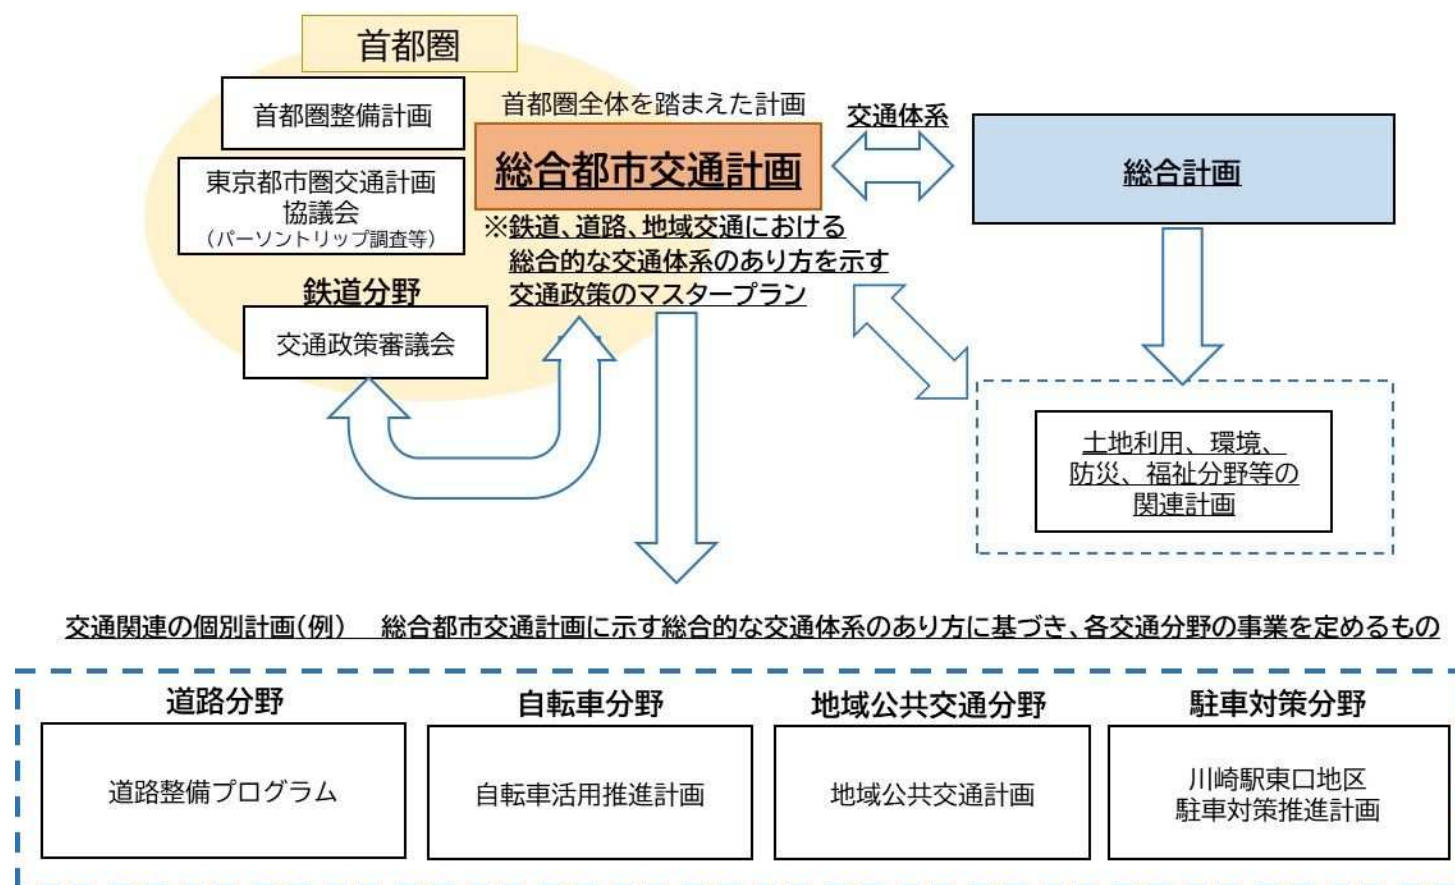 首都圏
首都圏整備計画
東京都市圏交通計画
協議会
(パーソントリップ調査等)
鉄道分野
交通政策審議会
首都圏全体を踏まえた計画
総合都市交通計画
※鉄道、道路、地域交通における
総合的な交通体系のあり方を示す
交通政策のマスタープラン
交通体系
総合計画
土地利用、環境、
防災、福祉分野等の
関連計画
交通関連の個別計画(例)　総合都市交通計画に示す総合的な交通体系のあり方に基づき、各交通分野の事業を定めるもの
道路分野
道路整備プログラム
自転車分野
自転車活用推進計画
地域公共交通分野
地域公共交通計画
駐車対策分野
川崎駅東口地区
駐車対策推進計画